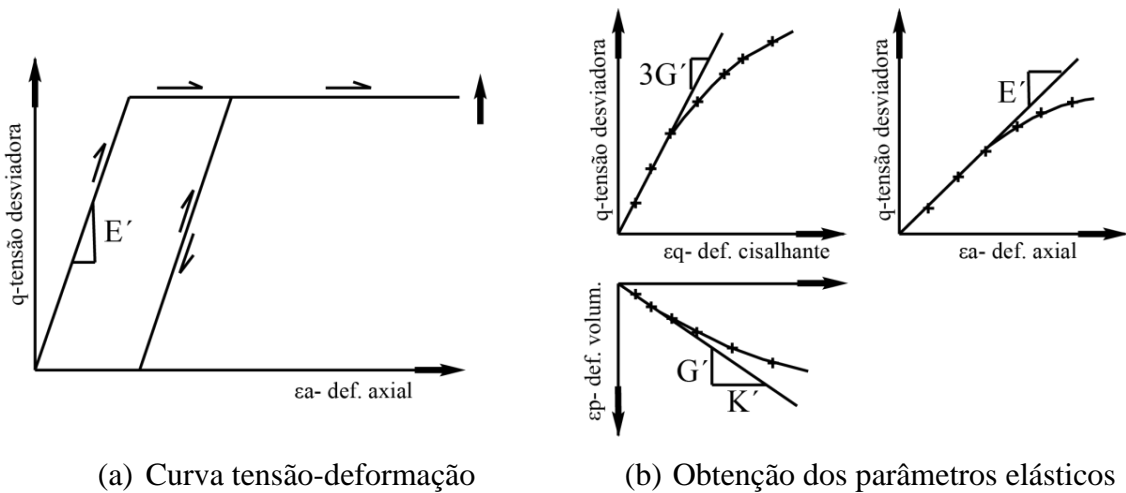 q-tensão desviadora
E´
εa- def. axial
(a) Curva tensão-deformação
q-tensão desviadora
3G´
εq- def. cisalhante
q-tensão desviadora
E´
εa- def. axial
εp- def. volum.
G´
K´
(b) Obtenção dos parâmetros elásticos